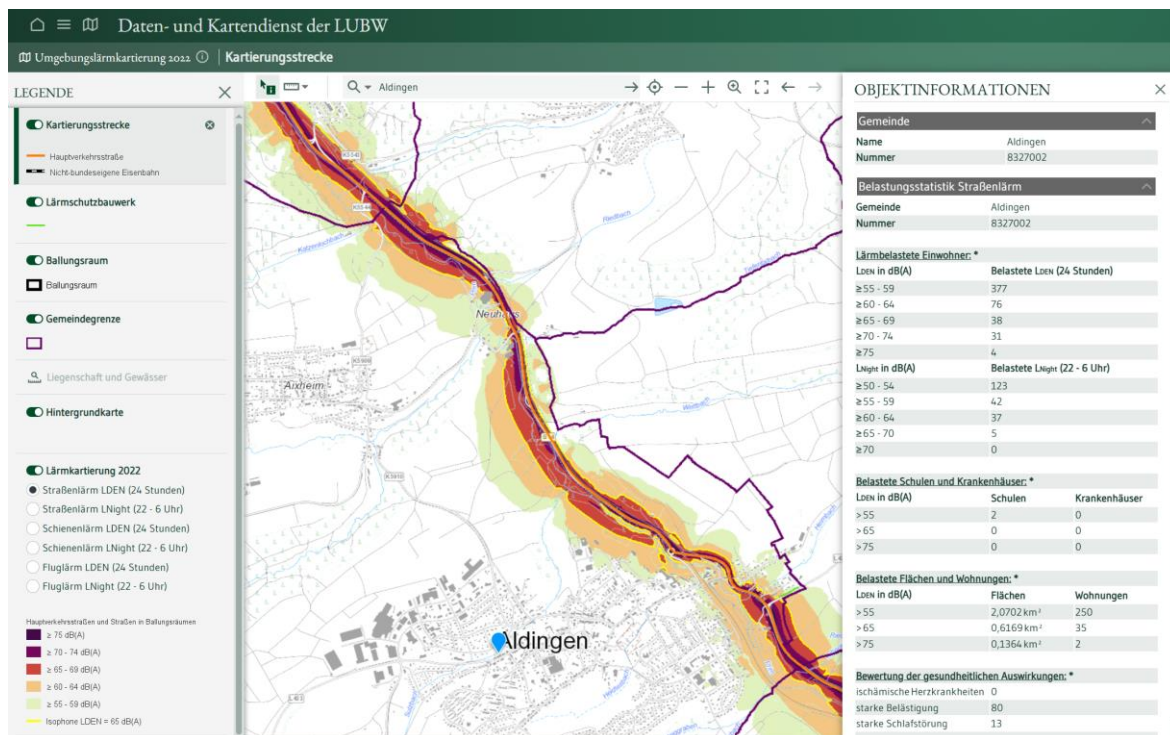 Daten- und Kartendienst der LUBW
Umgebungslärmkartierung 2022 | Kartierungsstrecke
LEGENDE
Kartierungsstrecke
Hauptverkehrsstraße
Nicht-bundeseigene Eisenbahn
Lärmschutzbauwerk
Ballungsraum
Ballungsraum
Gemeindegrenze
Liegenschaft und Gewässer
Hintergrundkarte
Lärmkartierung 2022
Straßenlärm LDEN (24 Stunden)
Straßenlärm LNight (22 - 6 Uhr)
Schienenlärm LDEN (24 Stunden)
Schienenlärm LNight (22 - 6 Uhr)
Fluglärm LDEN (24 Stunden)
Fluglärm LNight (22 - 6 Uhr)
Hauptverkehrsstraßen und Straßen in Ballungsräumen
≥ 75 dB(A)
≥ 70 - 74 dB(A)
≥ 65 - 69 dB(A)
≥ 60 - 64 dB(A)
≥ 55 - 59 dB(A)
Isophone LDEN = 65 dB(A)
Aldingen
Neuhaus
Aixheim
Aldingen
OBJEKTINFORMATIONEN
Gemeinde
Name Aldingen
Nummer 8327002
Belastungsstatistik Straßenlärm
Gemeinde Aldingen
Nummer 8327002
Lärmbelastete Einwohner: *
LDEN in dB(A) Belastete LDEN (24 Stunden)
≥55 - 59 377
≥60 - 64 76
≥65 - 69 38
≥70 - 74 31
≥75 4
LNight in dB(A) Belastete LNight (22 - 6 Uhr)
≥50 - 54 123
≥55 - 59 42
≥60 - 64 37
≥65 - 70 5
≥70 0
Belastete Schulen und Krankenhäuser: *
LDEN in dB(A) Schulen Krankenhäuser
>55 2 0
>65 0 0
>75 0 0
Belastete Flächen und Wohnungen: *
LDEN in dB(A) Flächen Wohnungen
>55 2,0702 km² 250
>65 0,6169 km² 35
>75 0,1364 km² 2
Bewertung der gesundheitlichen Auswirkungen: *
ischämische Herzkrankheiten 0
starke Belästigung 80
starke Schlafstörung 13